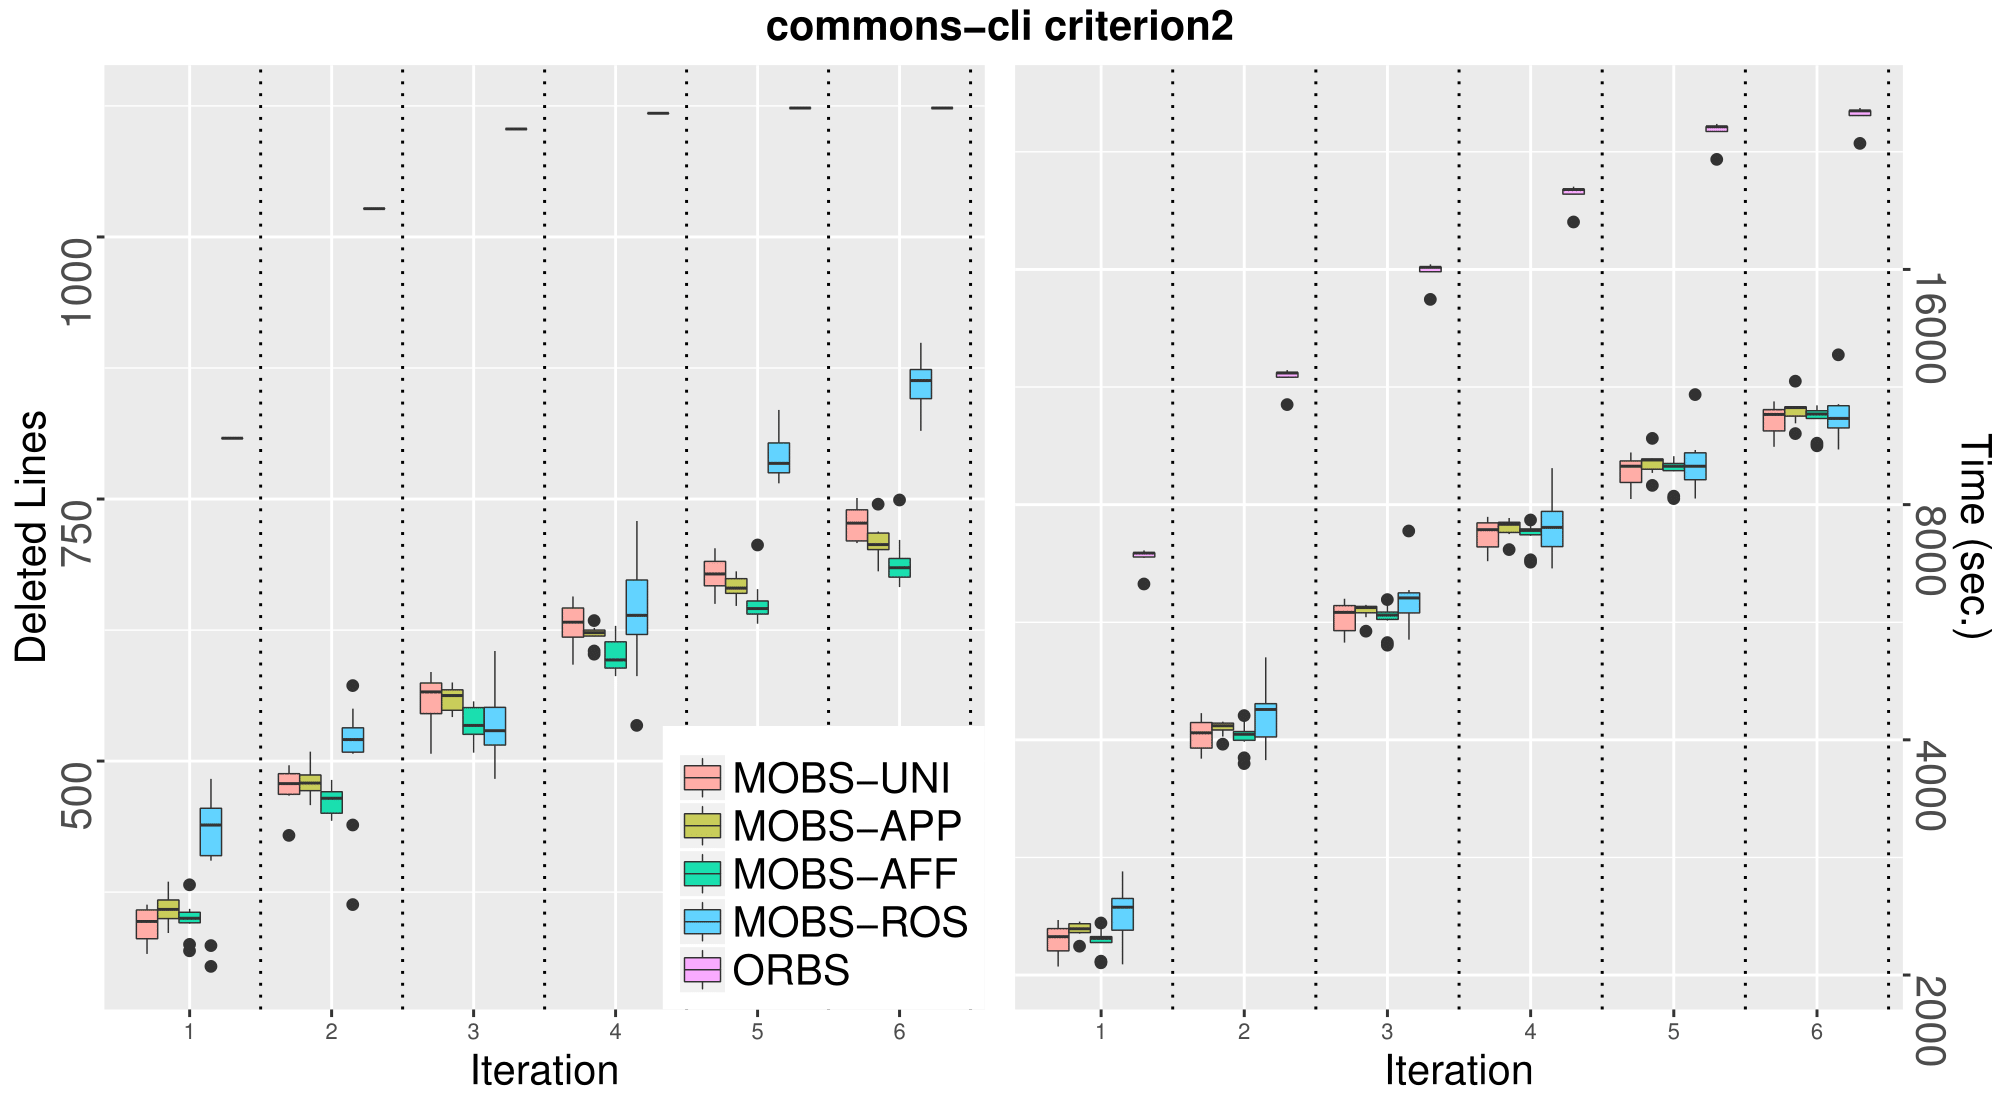 commons-cli criterion2
Deleted Lines
1000
750
500
MOBS-UNI
MOBS-APP
MOBS-AFF
MOBS-ROS
ORBS
1 2 3 4 5 6
Iteration
16000
8000
4000
2000
Time (sec.)
1 2 3 4 5 6
Iteration